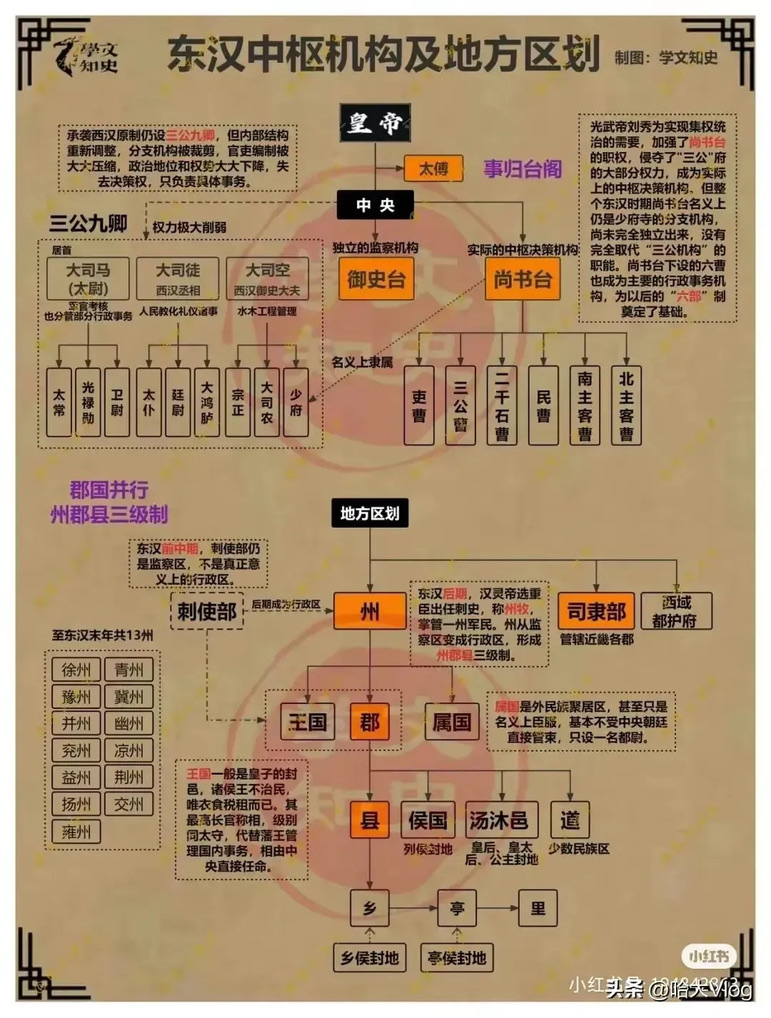 學文
知史
东汉中枢机构及地方区划
制图：学文知史
皇帝
承袭西汉原制仍设三公九卿，但内部结构
重新调整，分支机构被裁剪，官吏编制被
大大压缩，政治地位和权势大大下降，失
去决策权，只负责具体事务。
太傅
事归台阁
光武帝刘秀为实现集权统
治的需要，加强了尚书台
的职权，侵夺了“三公”府
的大部分权力，成为实际
上的中枢决策机构。但整
个东汉时期尚书台名义上
仍是少府寺的分支机构，
尚未完全独立出来，没有
完全取代“三公机构”的
职能。尚书台下设的六曹
也成为主要的行政事务机
构，为以后的“六部”制
奠定了基础。
中央
三公九卿
权力极大削弱
独立的监察机构
实际的中枢决策机构
御史台
尚书台
居首
大司马
(太尉)
大司徒
西汉丞相
大司空
西汉御史大夫
军官考核
也分管部分行政事务
人民教化礼仪诸事
水木工程管理
名义上隶属
太常
光禄勋
卫尉
太仆
廷尉
大鸿胪
宗正
大司农
少府
吏曹
三公曹
二千石曹
民曹
南主客曹
北主客曹
郡国并行
州郡县三级制
地方区划
东汉前中期，刺使部仍
是监察区，不是真正意
义上的行政区。
刺使部
后期成为行政区
州
东汉后期，汉灵帝选重
臣出任刺史，称州牧，
掌管一州军民。州从监
察区变成行政区，形成
州郡县三级制。
司隶部
管辖近畿各郡
西域
都护府
至东汉末年共13州
徐州
青州
豫州
冀州
并州
幽州
兖州
凉州
益州
荆州
扬州
交州
雍州
王国
郡
属国
属国是外民族聚居区，甚至只是
名义上臣服，基本不受中央朝廷
直接管束，只设一名都尉。
王国一般是皇子的封
邑，诸侯王不治民，
唯衣食税租而已。其
最高长官称相，级别
同太守，代替藩王管
理国内事务，相由中
央直接任命。
县
侯国
汤沐邑
道
列侯封地
皇后、皇太
后、公主封地
少数民族区
乡
亭
里
乡侯封地
亭侯封地
小红书
小红书号
头条 @哈天Vlog